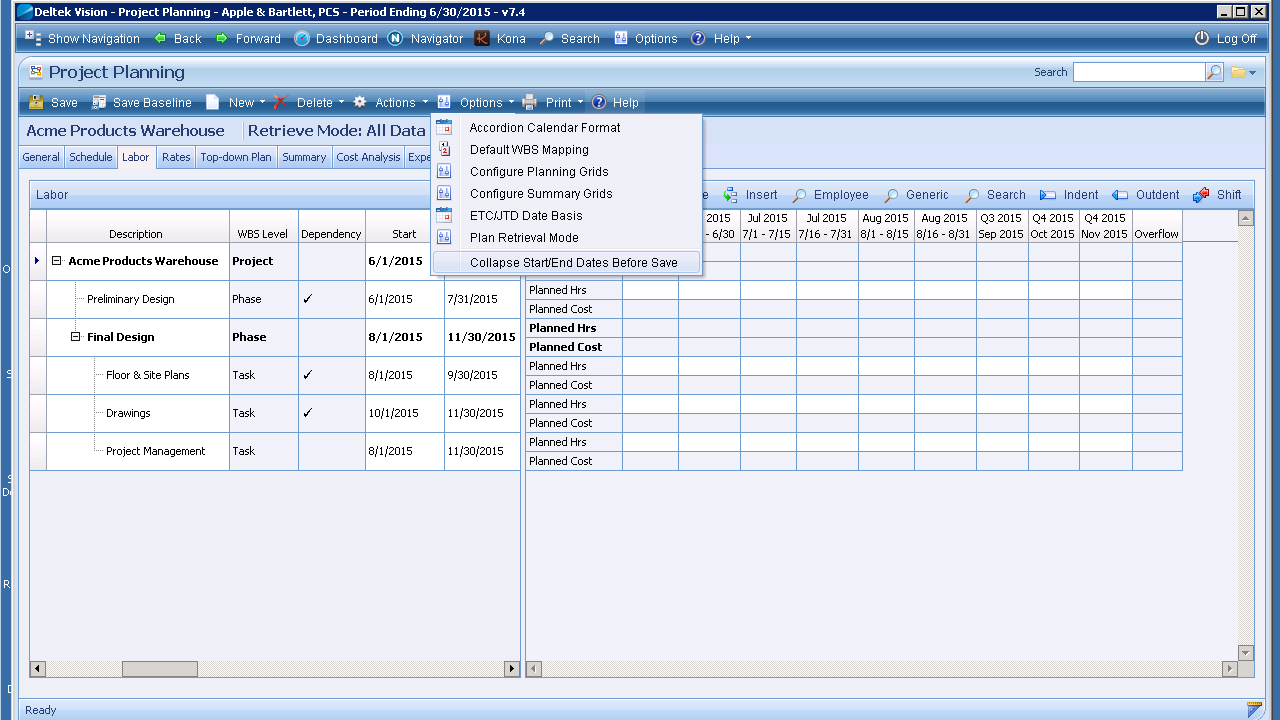 Deltek Vision - Project Planning - Apple & Bartlett, PCS - Period Ending 6/30/2015 - v7.4
Show Navigation Back Forward Dashboard Navigator Kona Search Options Help Log Off
Project Planning Search
Save Save Baseline New Delete Actions Options Print Help
Acme Products Warehouse Retrieve Mode: All Data
Accordion Calendar Format
Default WBS Mapping
Configure Planning Grids
Configure Summary Grids
ETC/JTD Date Basis
Plan Retrieval Mode
Collapse Start/End Dates Before Save
General Schedule Labor Rates Top-down Plan Summary Cost Analysis Expe
Labor Insert Employee Generic Search Indent Outdent Shift
2015 Jul 2015 Jul 2015 Aug 2015 Aug 2015 Q3 2015 Q4 2015 Q4 2015
Description WBS Level Dependency Start - 6/30 7/1 - 7/15 7/16 - 7/31 8/1 - 8/15 8/16 - 8/31 Sep 2015 Oct 2015 Nov 2015 Overflow
Acme Products Warehouse Project 6/1/2015
Preliminary Design Phase ✓ 6/1/2015 7/31/2015 Planned Hrs
Planned Cost
Final Design Phase 8/1/2015 11/30/2015 Planned Hrs
Planned Cost
Floor & Site Plans Task ✓ 8/1/2015 9/30/2015 Planned Hrs
Planned Cost
Drawings Task ✓ 10/1/2015 11/30/2015 Planned Hrs
Planned Cost
Project Management Task 8/1/2015 11/30/2015 Planned Hrs
Planned Cost
Ready